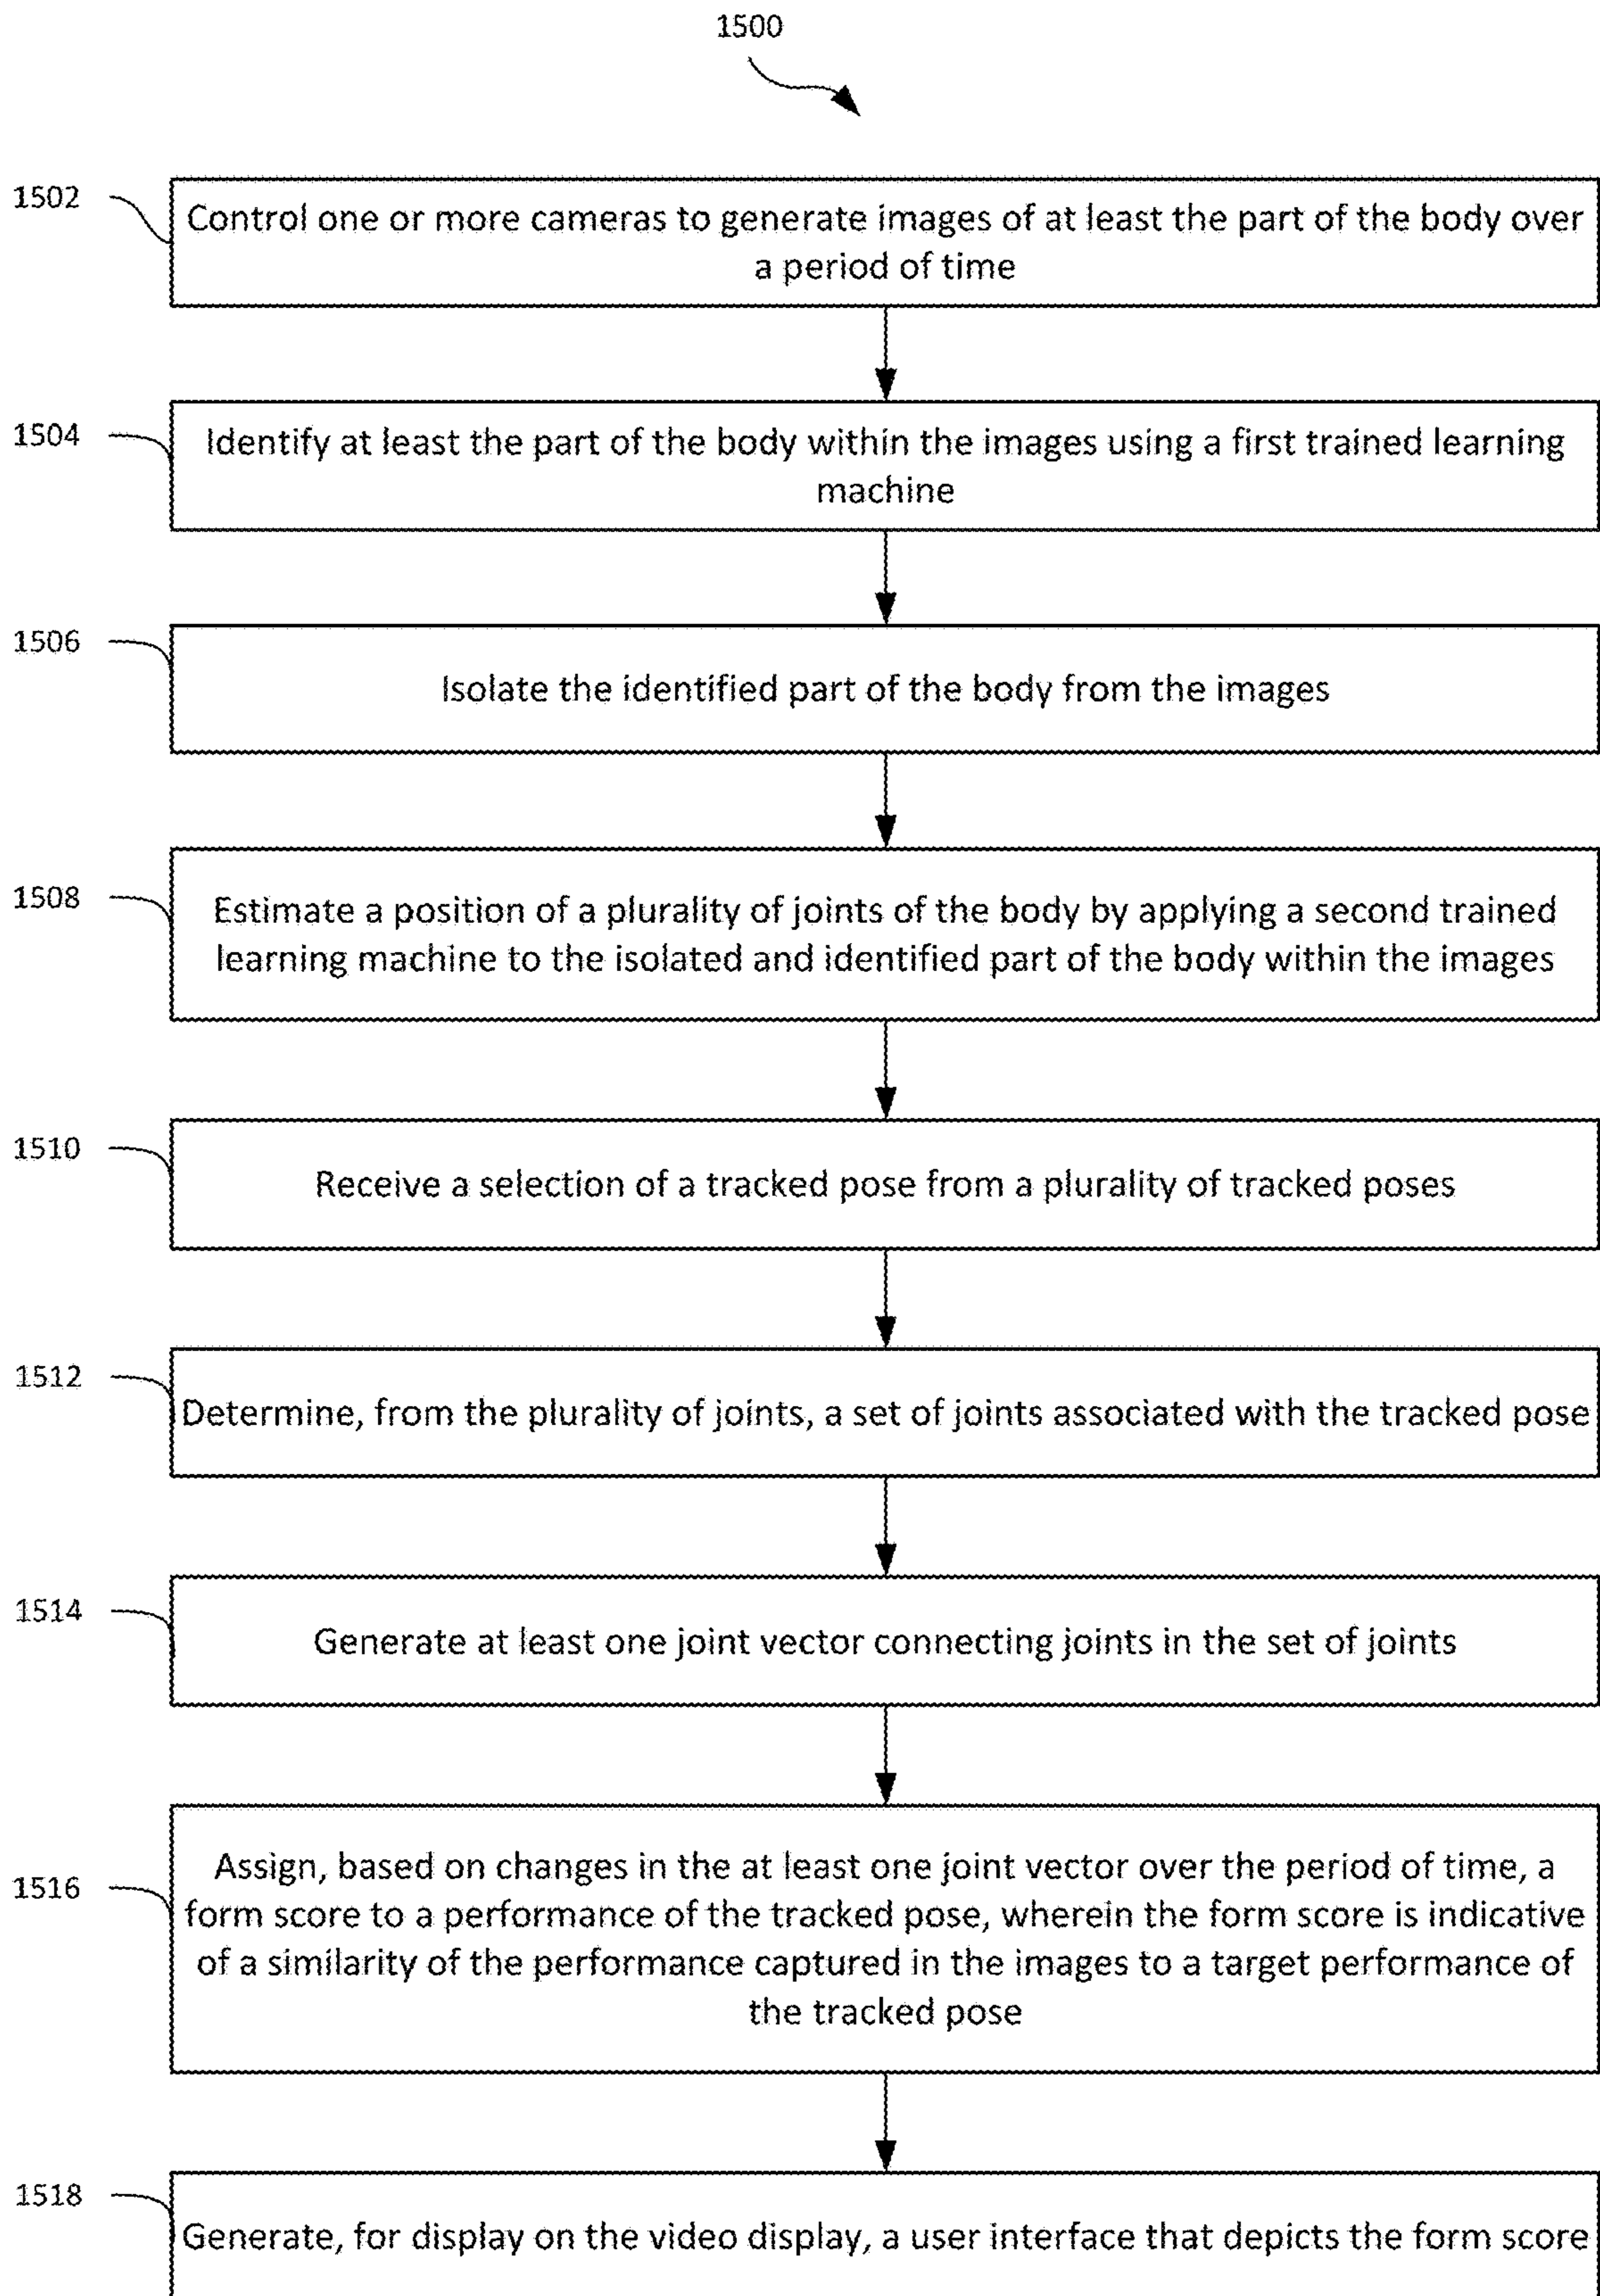 1500
1502
Control one or more cameras to generate images of at least the part of the body over
a period of time
1504
Identify at least the part of the body within the images using a first trained learning
machine
1506
Isolate the identified part of the body from the images
1508
Estimate a position of a plurality of joints of the body by applying a second trained
learning machine to the isolated and identified part of the body within the images
1510
Receive a selection of a tracked pose from a plurality of tracked poses
1512
Determine, from the plurality of joints, a set of joints associated with the tracked pose
1514
Generate at least one joint vector connecting joints in the set of joints
1516
Assign, based on changes in the at least one joint vector over the period of time, a
form score to a performance of the tracked pose, wherein the form score is indicative
of a similarity of the performance captured in the images to a target performance of
the tracked pose
1518
Generate, for display on the video display, a user interface that depicts the form score